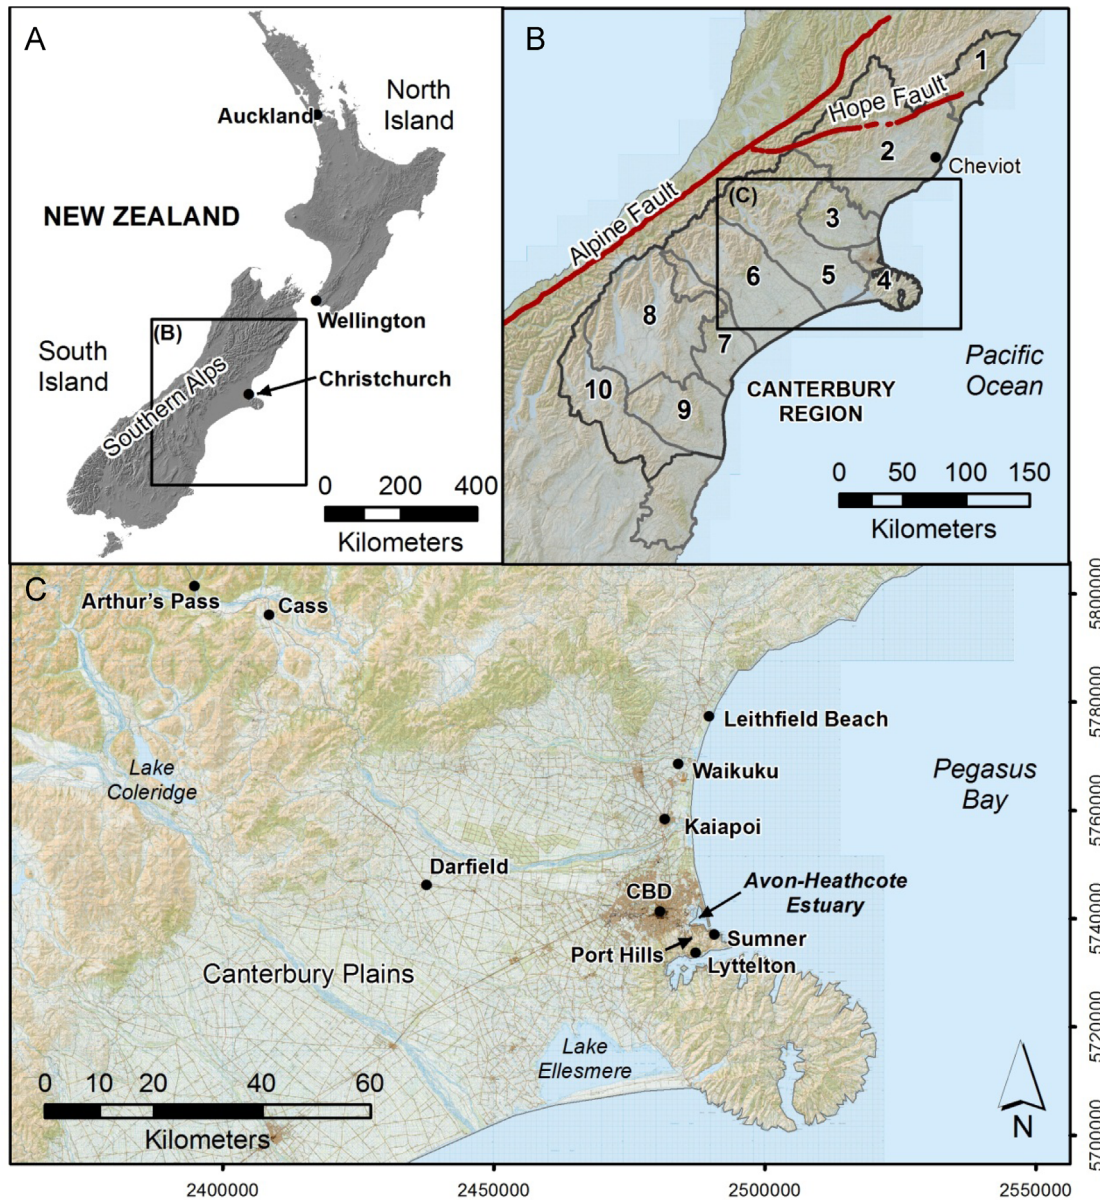 A
North
Island
Auckland
NEW ZEALAND
Wellington
(B)
South
Island
Christchurch
Southern Alps
0 200 400
Kilometers
B
1
Hope Fault
2
Cheviot
(C)
3
Alpine Fault
6
5
4
8
7
Pacific
Ocean
10
9
CANTERBURY
REGION
0 50 100 150
Kilometers
C
Arthur's Pass
Cass
Leithfield Beach
Lake
Coleridge
Waikuku
Pegasus
Bay
Kaiapoi
Darfield
CBD
Avon-Heathcote
Estuary
Port Hills
Sumner
Lyttelton
Canterbury Plains
Lake
Ellesmere
0 10 20 40 60
Kilometers
N
5800000
5780000
5760000
5740000
5720000
5700000
2400000 2450000 2500000 2550000